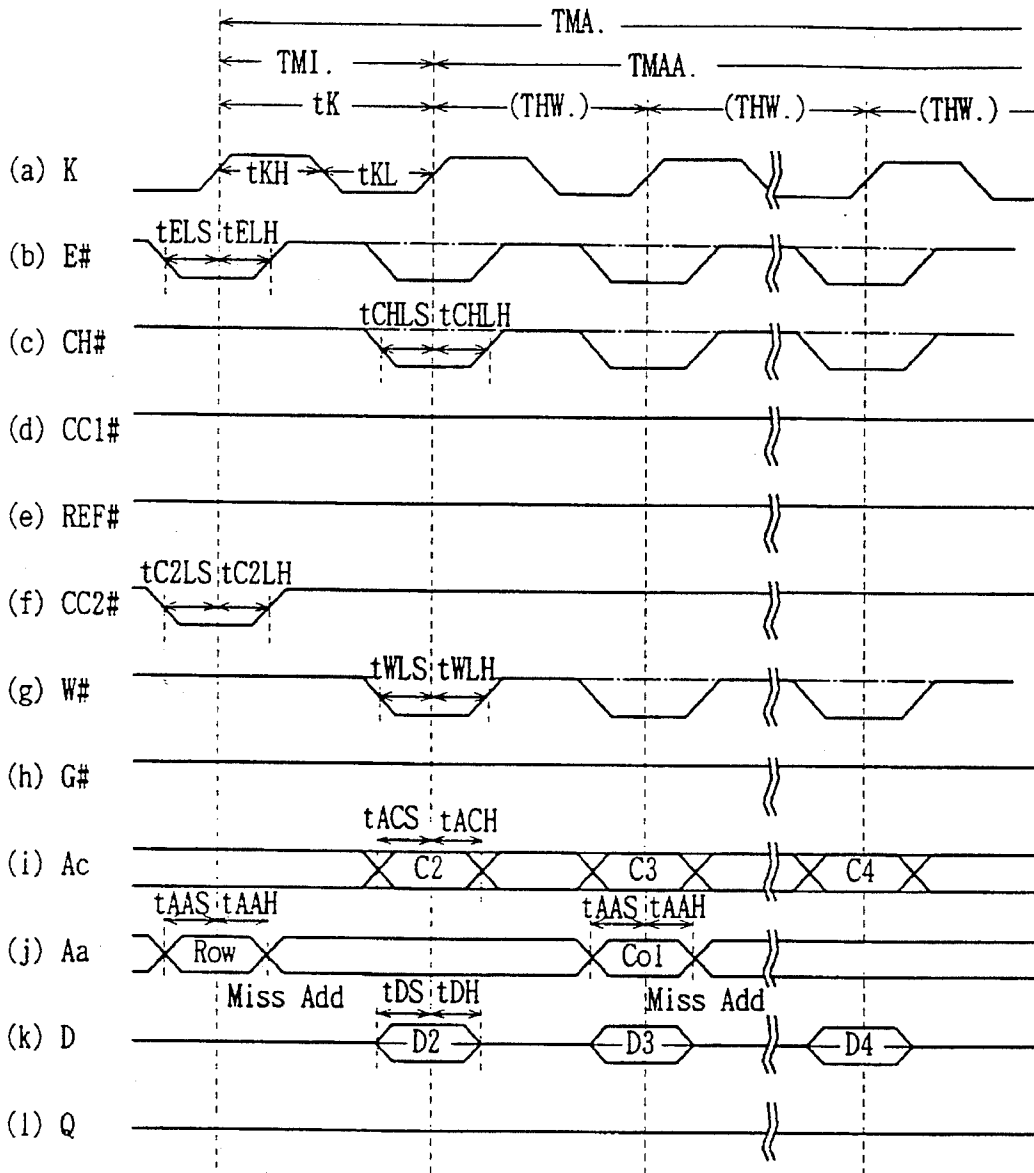 TMA.
TMI. TMAA.
tK (THW.) (THW.) (THW.)
(a) K tKH tKL
(b) E# tELS tELH
(c) CH# tCHLS tCHLH
(d) CC1#
(e) REF#
(f) CC2# tC2LS tC2LH
(g) W# tWLS tWLH
(h) G#
tACS tACH
(i) Ac C2 C3 C4
tAAS tAAH tAAS tAAH
(j) Aa Row Col
Miss Add tDS tDH Miss Add
(k) D D2 D3 D4
(l) Q